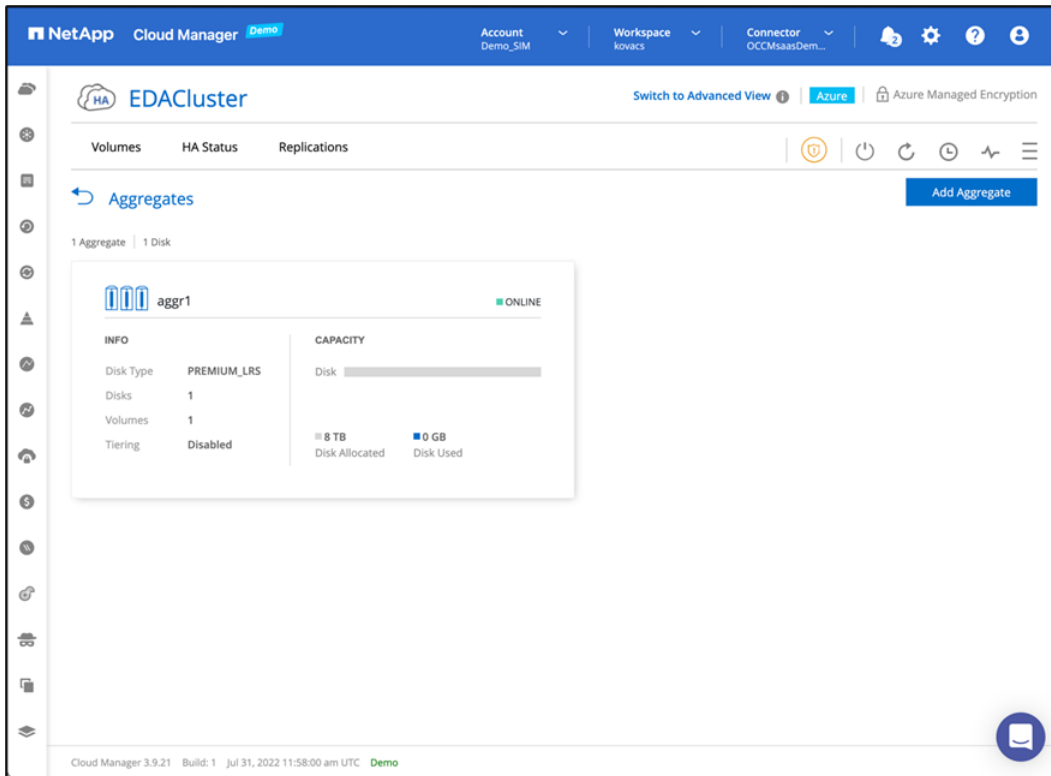 NetApp Cloud Manager Demo
Account
Demo_SIM
Workspace
kovacs
Connector
OCCMsaasDem...
2
HA EDACluster
Switch to Advanced View Azure Azure Managed Encryption
Volumes HA Status Replications
Aggregates
Add Aggregate
1 Aggregate 1 Disk
aggr1 ONLINE
INFO
Disk Type PREMIUM_LRS
Disks 1
Volumes 1
Tiering Disabled
CAPACITY
Disk
8 TB 0 GB
Disk Allocated Disk Used
Cloud Manager 3.9.21 Build: 1 Jul 31, 2022 11:58:00 am UTC Demo